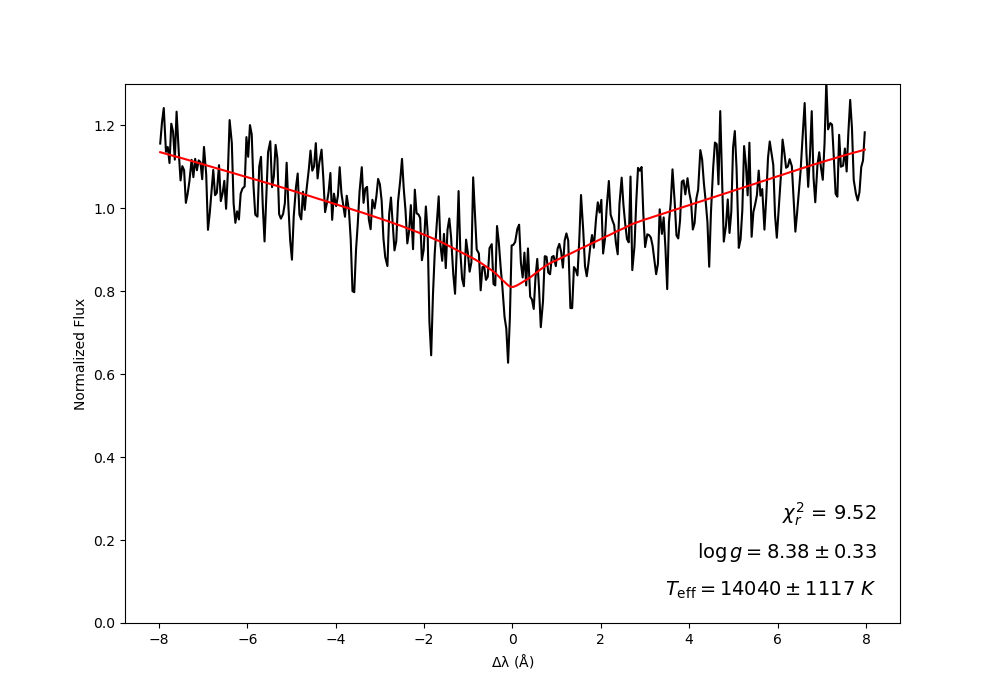 1.2
1.0
0.8
0.6
0.4
0.2
0.0
Normalized Flux
χ²ᵣ = 9.52
log g = 8.38 ± 0.33
T_eff = 14040 ± 1117 K
−8 −6 −4 −2 0 2 4 6 8
Δλ (Å)